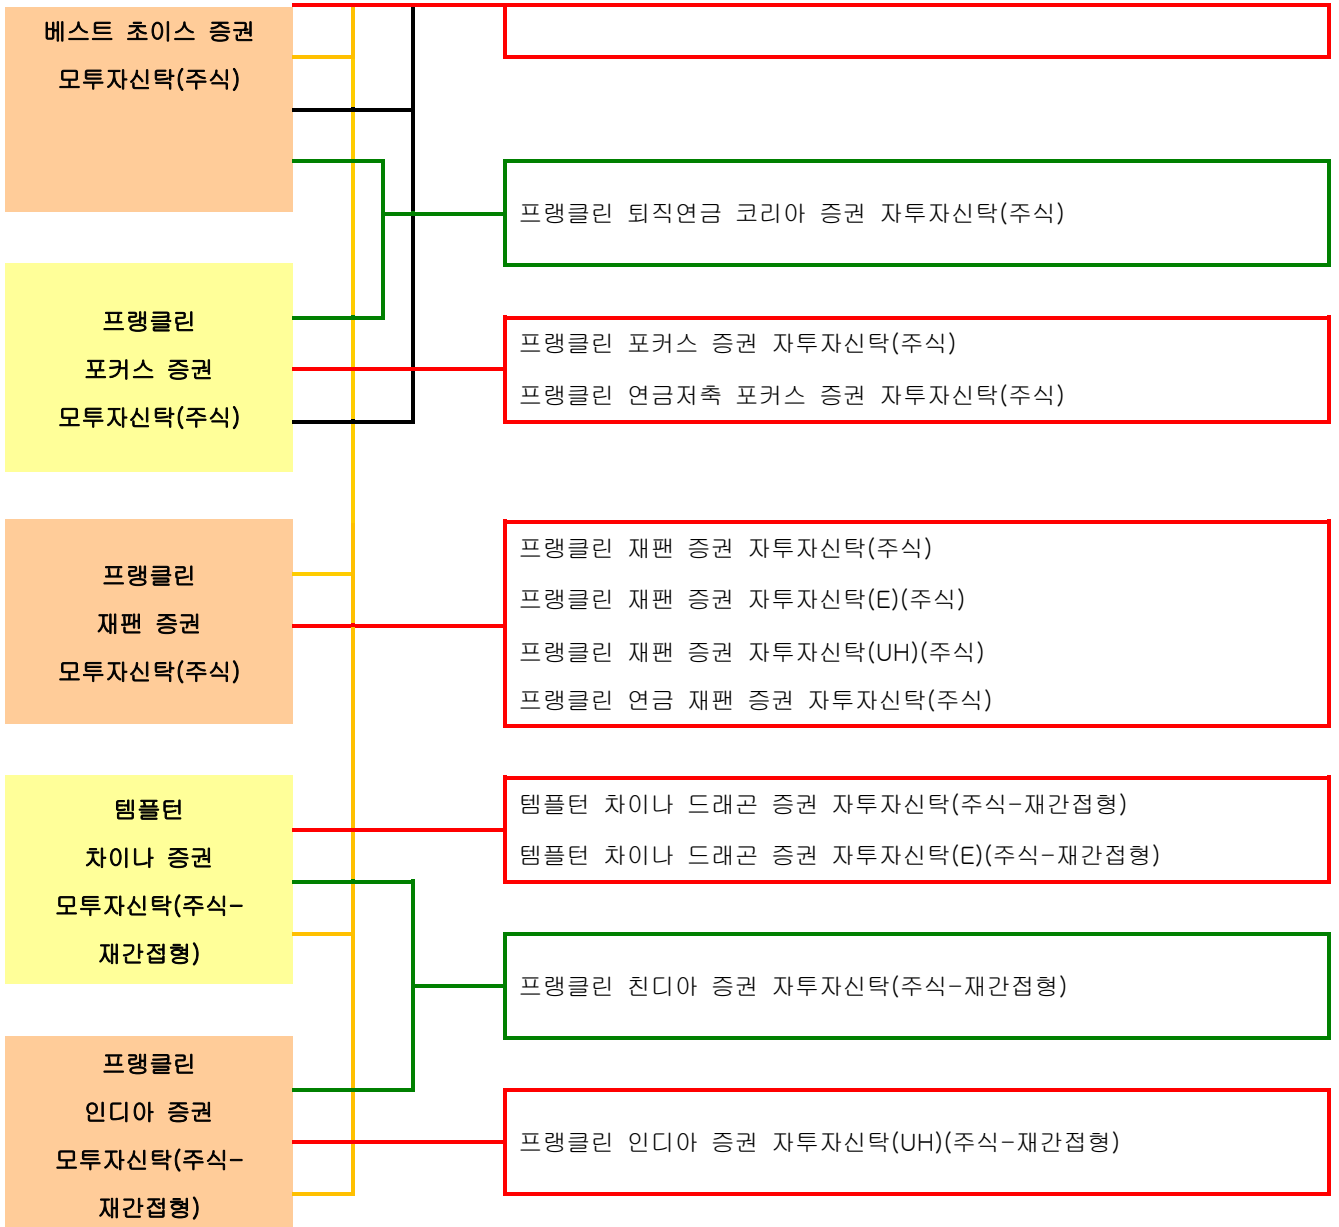 베스트 초이스 증권
모투자신탁(주식)
프랭클린 퇴직연금 코리아 증권 자투자신탁(주식)
프랭클린
포커스 증권
모투자신탁(주식)
프랭클린 포커스 증권 자투자신탁(주식)
프랭클린 연금저축 포커스 증권 자투자신탁(주식)
프랭클린
재팬 증권
모투자신탁(주식)
프랭클린 재팬 증권 자투자신탁(주식)
프랭클린 재팬 증권 자투자신탁(E)(주식)
프랭클린 재팬 증권 자투자신탁(UH)(주식)
프랭클린 연금 재팬 증권 자투자신탁(주식)
템플턴
차이나 증권
모투자신탁(주식-
재간접형)
템플턴 차이나 드래곤 증권 자투자신탁(주식-재간접형)
템플턴 차이나 드래곤 증권 자투자신탁(E)(주식-재간접형)
프랭클린 친디아 증권 자투자신탁(주식-재간접형)
프랭클린
인디아 증권
모투자신탁(주식-
재간접형)
프랭클린 인디아 증권 자투자신탁(UH)(주식-재간접형)